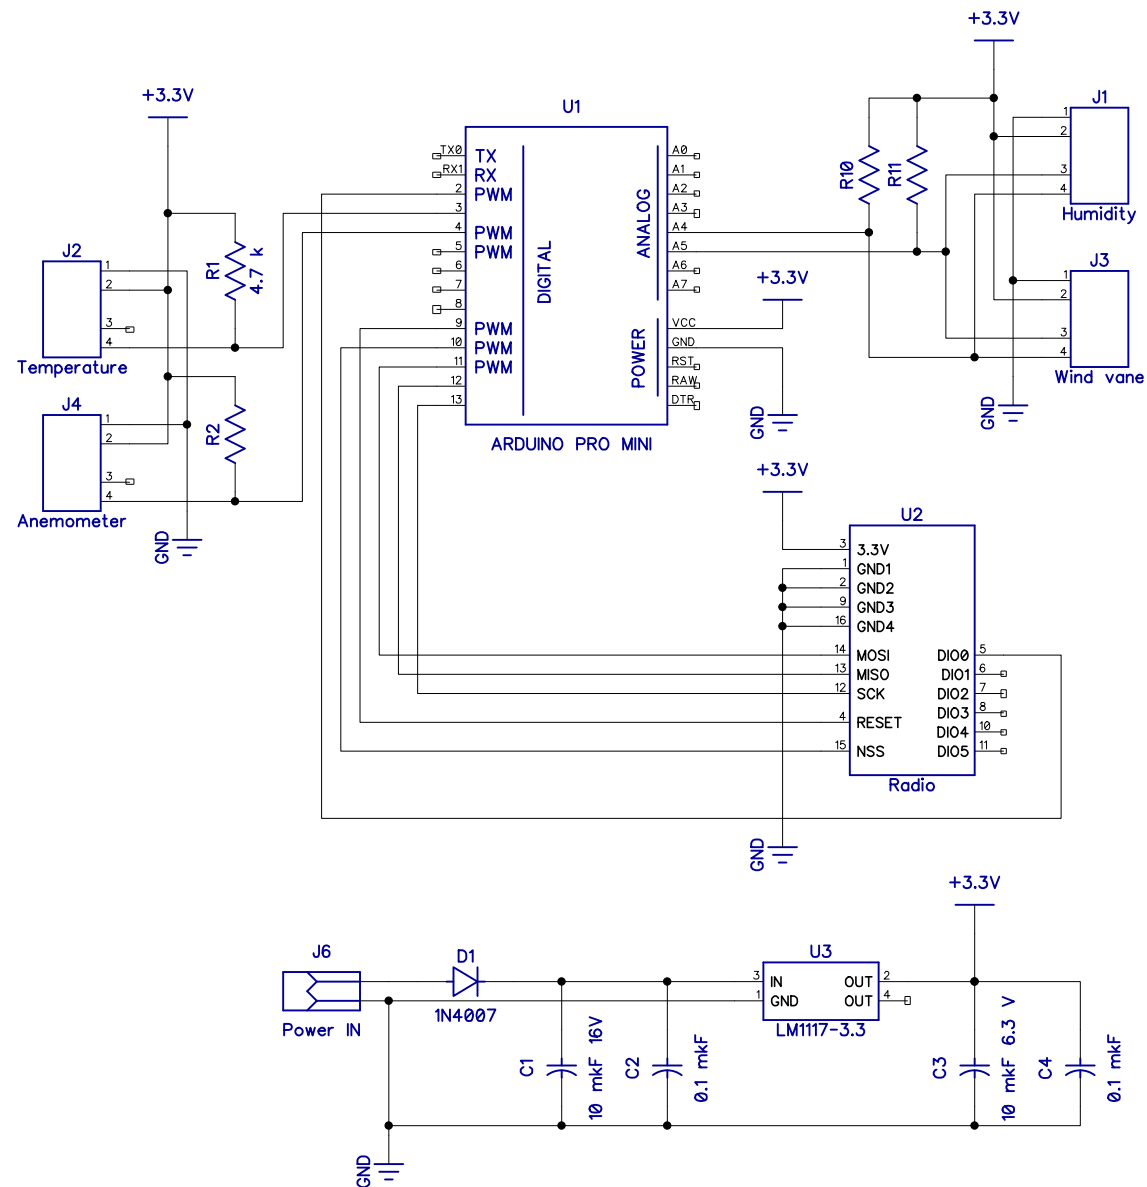 +3.3V
+3.3V
J1
1
2
3
4
Humidity
R10
R11
U1
TX0
TX
RX1
RX
2
PWM
3
4
PWM
5
PWM
6
7
8
9
PWM
10
PWM
11
PWM
12
13
DIGITAL
ANALOG
POWER
A0
A1
A2
A3
A4
A5
A6
A7
VCC
GND
RST
RAW
DTR
ARDUINO PRO MINI
+3.3V
GND
J2
1
2
3
4
Temperature
R1
4.7 k
J4
1
2
3
4
Anemometer
R2
GND
J3
1
2
3
4
Wind vane
GND
+3.3V
U2
3
3.3V
1
GND1
2
GND2
9
GND3
16
GND4
14
MOSI
13
MISO
12
SCK
4
RESET
15
NSS
DIO0
5
DIO1
6
DIO2
7
DIO3
8
DIO4
10
DIO5
11
Radio
GND
+3.3V
J6
Power IN
D1
1N4007
U3
3
IN
1
GND
OUT
2
OUT
4
LM1117-3.3
C1
10 mkF 16V
C2
0.1 mkF
C3
10 mkF 6.3 V
C4
0.1 mkF
GND